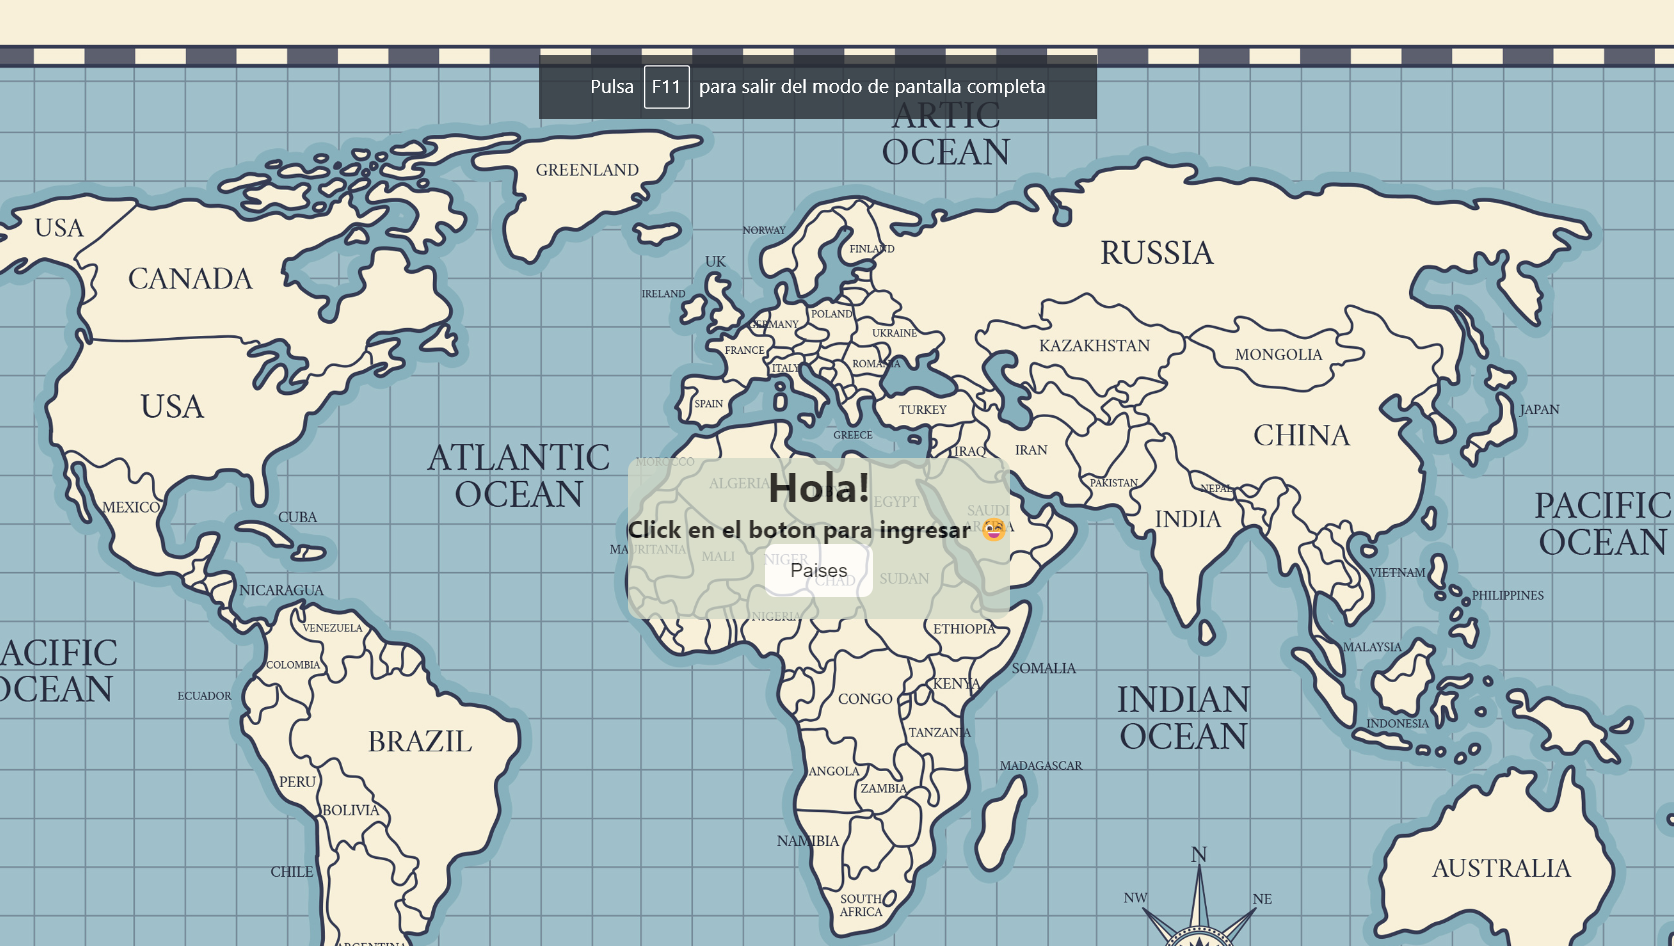 Pulsa F11 para salir del modo de pantalla completa
ARTIC
OCEAN
GREENLAND
USA
CANADA
NORWAY
FINLAND
RUSSIA
UK
IRELAND
POLAND
GERMANY
UKRAINE
FRANCE
ITALY
ROMANIA
KAZAKHSTAN
MONGOLIA
USA
SPAIN
TURKEY
JAPAN
GREECE
CHINA
IRAQ
IRAN
ATLANTIC
OCEAN
MOROCCO
ALGERIA
Hola!
EGYPT
PAKISTAN
NEPAL
SAUDI
MEXICO
CUBA
INDIA
PACIFIC
OCEAN
Click en el boton para ingresar 🤪
MAURITANIA
MALI
NIGER
Paises
CHAD
SUDAN
VIETNAM
NICARAGUA
PHILIPPINES
NIGERIA
VENEZUELA
ETHIOPIA
MALAYSIA
ACIFIC
OCEAN
COLOMBIA
SOMALIA
ECUADOR
CONGO
KENYA
INDIAN
OCEAN
INDONESIA
BRAZIL
TANZANIA
PERU
ANGOLA
MADAGASCAR
ZAMBIA
BOLIVIA
NAMIBIA
CHILE
N
AUSTRALIA
SOUTH
AFRICA
NW
NE
ARGENTINA